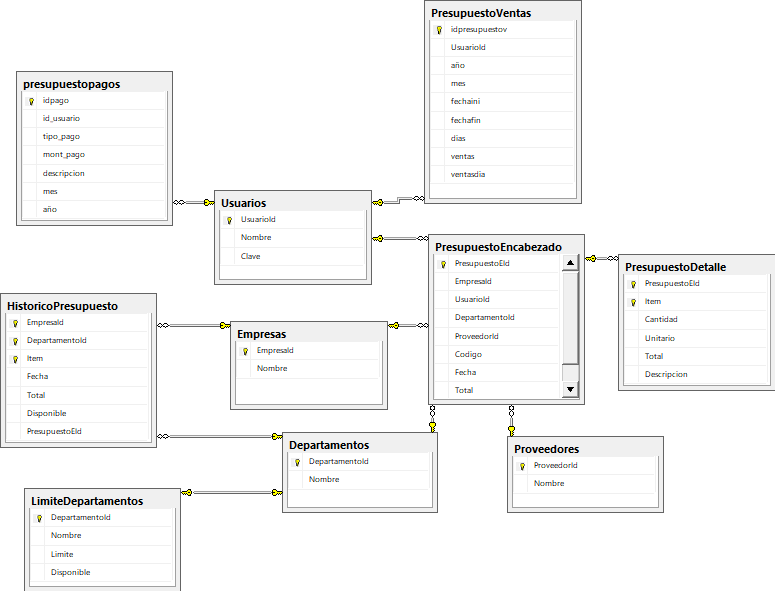 PresupuestoVentas
idpresupuestov
UsuarioId
año
mes
fechaini
fechafin
dias
ventas
ventasdia
presupuestopagos
idpago
id_usuario
tipo_pago
mont_pago
descripcion
mes
año
Usuarios
UsuarioId
Nombre
Clave
PresupuestoEncabezado
PresupuestoEId
EmpresaId
UsuarioId
DepartamentoId
ProveedorId
Codigo
Fecha
Total
PresupuestoDetalle
PresupuestoEId
Item
Cantidad
Unitario
Total
Descripcion
HistoricoPresupuesto
EmpresaId
DepartamentoId
Item
Fecha
Total
Disponible
PresupuestoEId
Empresas
EmpresaId
Nombre
Departamentos
DepartamentoId
Nombre
Proveedores
ProveedorId
Nombre
LimiteDepartamentos
DepartamentoId
Nombre
Limite
Disponible